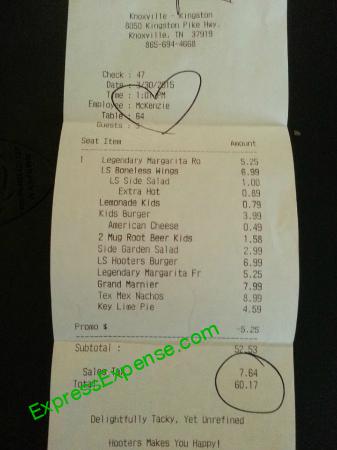 Knoxville - Kingston
8050 Kingston Pike Hwy.
Knoxville, TN 37919
865-694-4668
Check : 47
Date : 3/30/2015
Time : 1:01 PM
Employee : McKenzie
Table : 64
Guests : 3
Seat Item Amount
1 Legendary Margarita Ro 5.25
LS Boneless Wings 6.99
LS Side Salad 1.00
Extra Hot 0.89
Lemonade Kids 0.79
Kids Burger 3.99
American Cheese 0.49
2 Mug Root Beer Kids 1.58
Side Garden Salad 2.99
LS Hooters Burger 6.99
Legendary Margarita Fr 5.25
Grand Marnier 7.99
Tex Mex Nachos 8.99
Key Lime Pie 4.59
Promo $ -5.25
Subtotal : 52.53
Sales Tax 7.64
Total 60.17
ExpressExpense.com
Delightfully Tacky, Yet Unrefined
Hooters Makes You Happy!